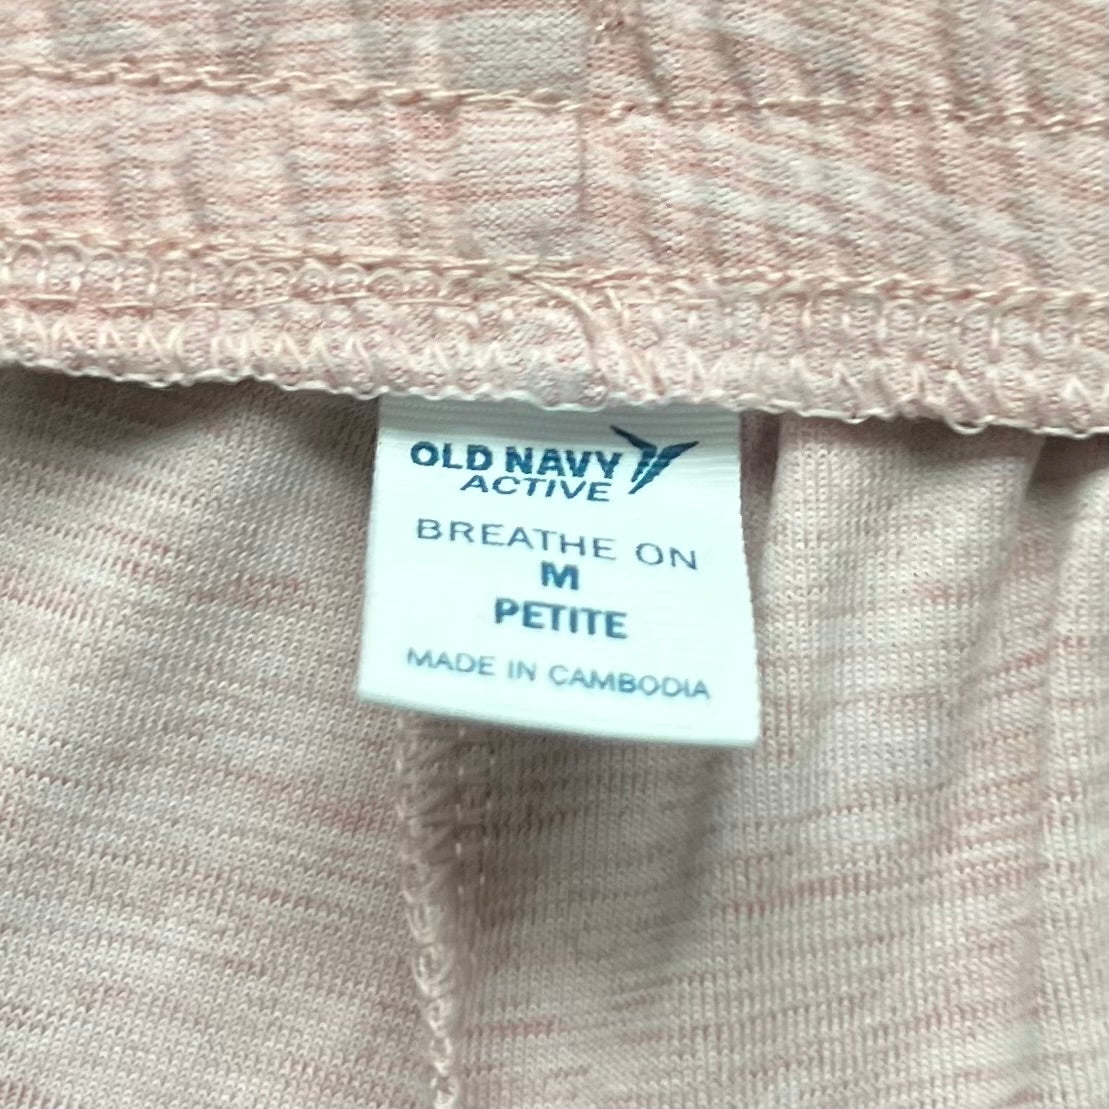 OLD NAVY
ACTIVE
BREATHE ON
M
PETITE
MADE IN CAMBODIA